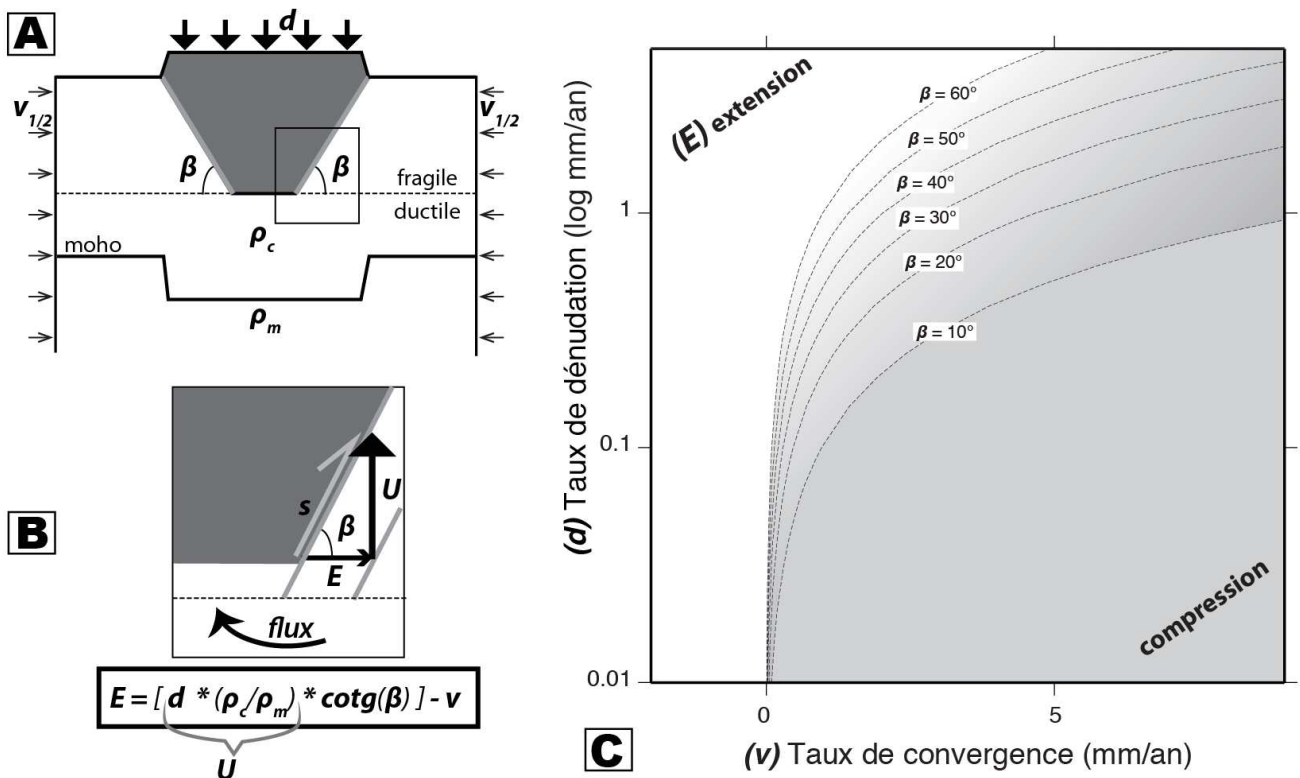 A
d
v1/2
v1/2
β
β
fragile
ductile
ρc
moho
ρm
B
s
β
U
E
flux
E = [ d * (ρc/ρm) * cotg(β) ] - v
U
C
(E) extension
β = 60°
β = 50°
β = 40°
β = 30°
β = 20°
β = 10°
compression
1
0.1
0.01
(d) Taux de dénudation (log mm/an)
0
5
(v) Taux de convergence (mm/an)